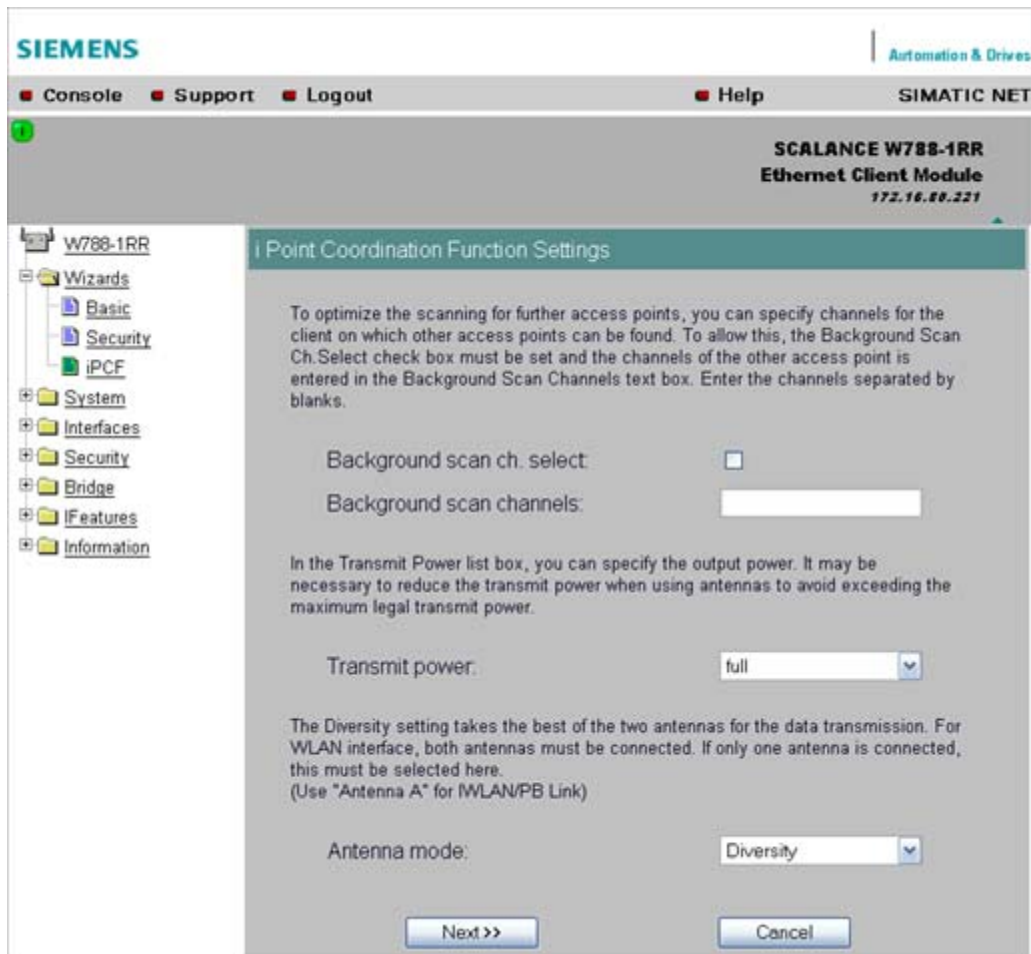 SIEMENS
Automation & Drives
Console Support Logout Help SIMATIC NET
SCALANCE W788-1RR
Ethernet Client Module
172.16.88.221
W788-1RR
Wizards
Basic
Security
iPCF
System
Interfaces
Security
Bridge
IFeatures
Information
i Point Coordination Function Settings
To optimize the scanning for further access points, you can specify channels for the
client on which other access points can be found. To allow this, the Background Scan
Ch.Select check box must be set and the channels of the other access point is
entered in the Background Scan Channels text box. Enter the channels separated by
blanks.
Background scan ch. select:
Background scan channels:
In the Transmit Power list box, you can specify the output power. It may be
necessary to reduce the transmit power when using antennas to avoid exceeding the
maximum legal transmit power.
Transmit power: full
The Diversity setting takes the best of the two antennas for the data transmission. For
WLAN interface, both antennas must be connected. If only one antenna is connected,
this must be selected here.
(Use "Antenna A" for IWLAN/PB Link)
Antenna mode: Diversity
Next >> Cancel